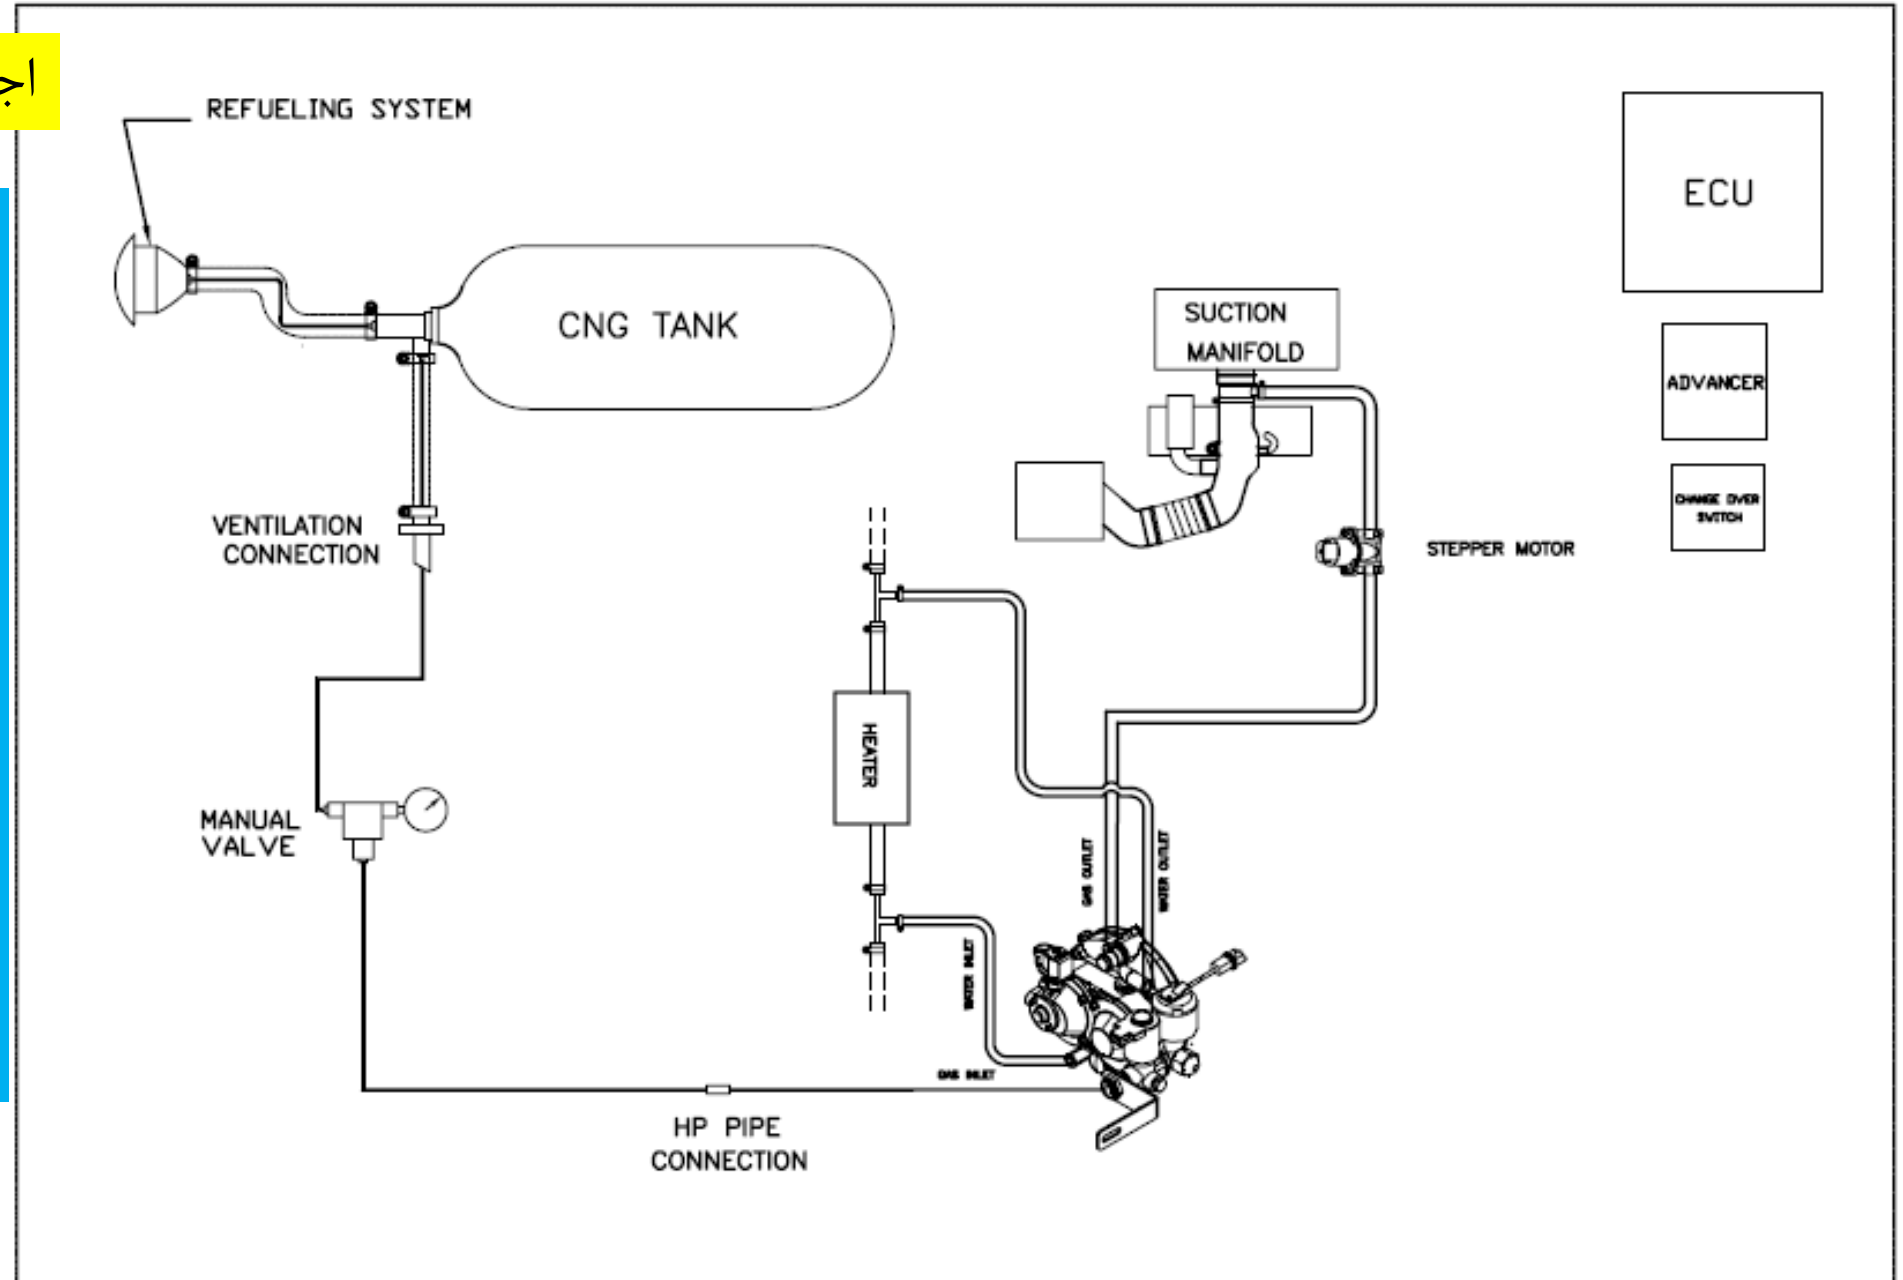 REFUELING SYSTEM
CNG TANK
ECU
SUCTION
MANIFOLD
ADVANCER
CHANGE OVER
SWITCH
VENTILATION
CONNECTION
STEPPER MOTOR
HEATER
MANUAL
VALVE
GAS OUTLET
WATER OUTLET
WATER INLET
GAS INLET
HP PIPE
CONNECTION